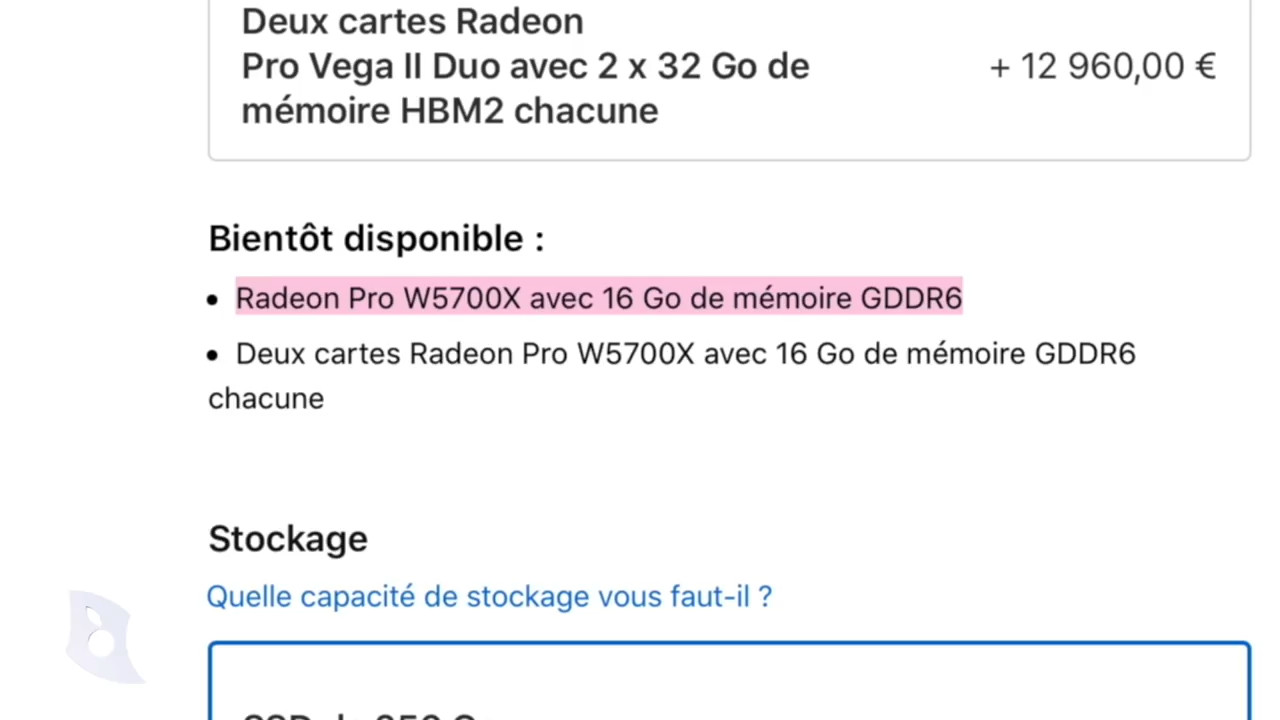 Deux cartes Radeon
Pro Vega II Duo avec 2 x 32 Go de
mémoire HBM2 chacune
+ 12 960,00 €
Bientôt disponible :
• Radeon Pro W5700X avec 16 Go de mémoire GDDR6
• Deux cartes Radeon Pro W5700X avec 16 Go de mémoire GDDR6
chacune
Stockage
Quelle capacité de stockage vous faut-il ?